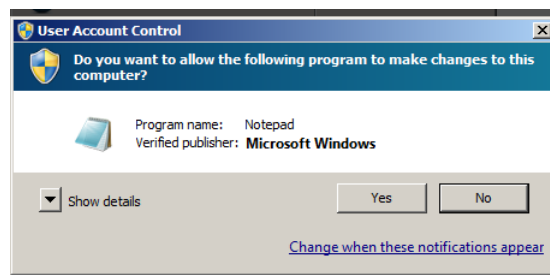 User Account Control
Do you want to allow the following program to make changes to this
computer?
Program name: Notepad
Verified publisher: Microsoft Windows
Show details
Yes
No
Change when these notifications appear